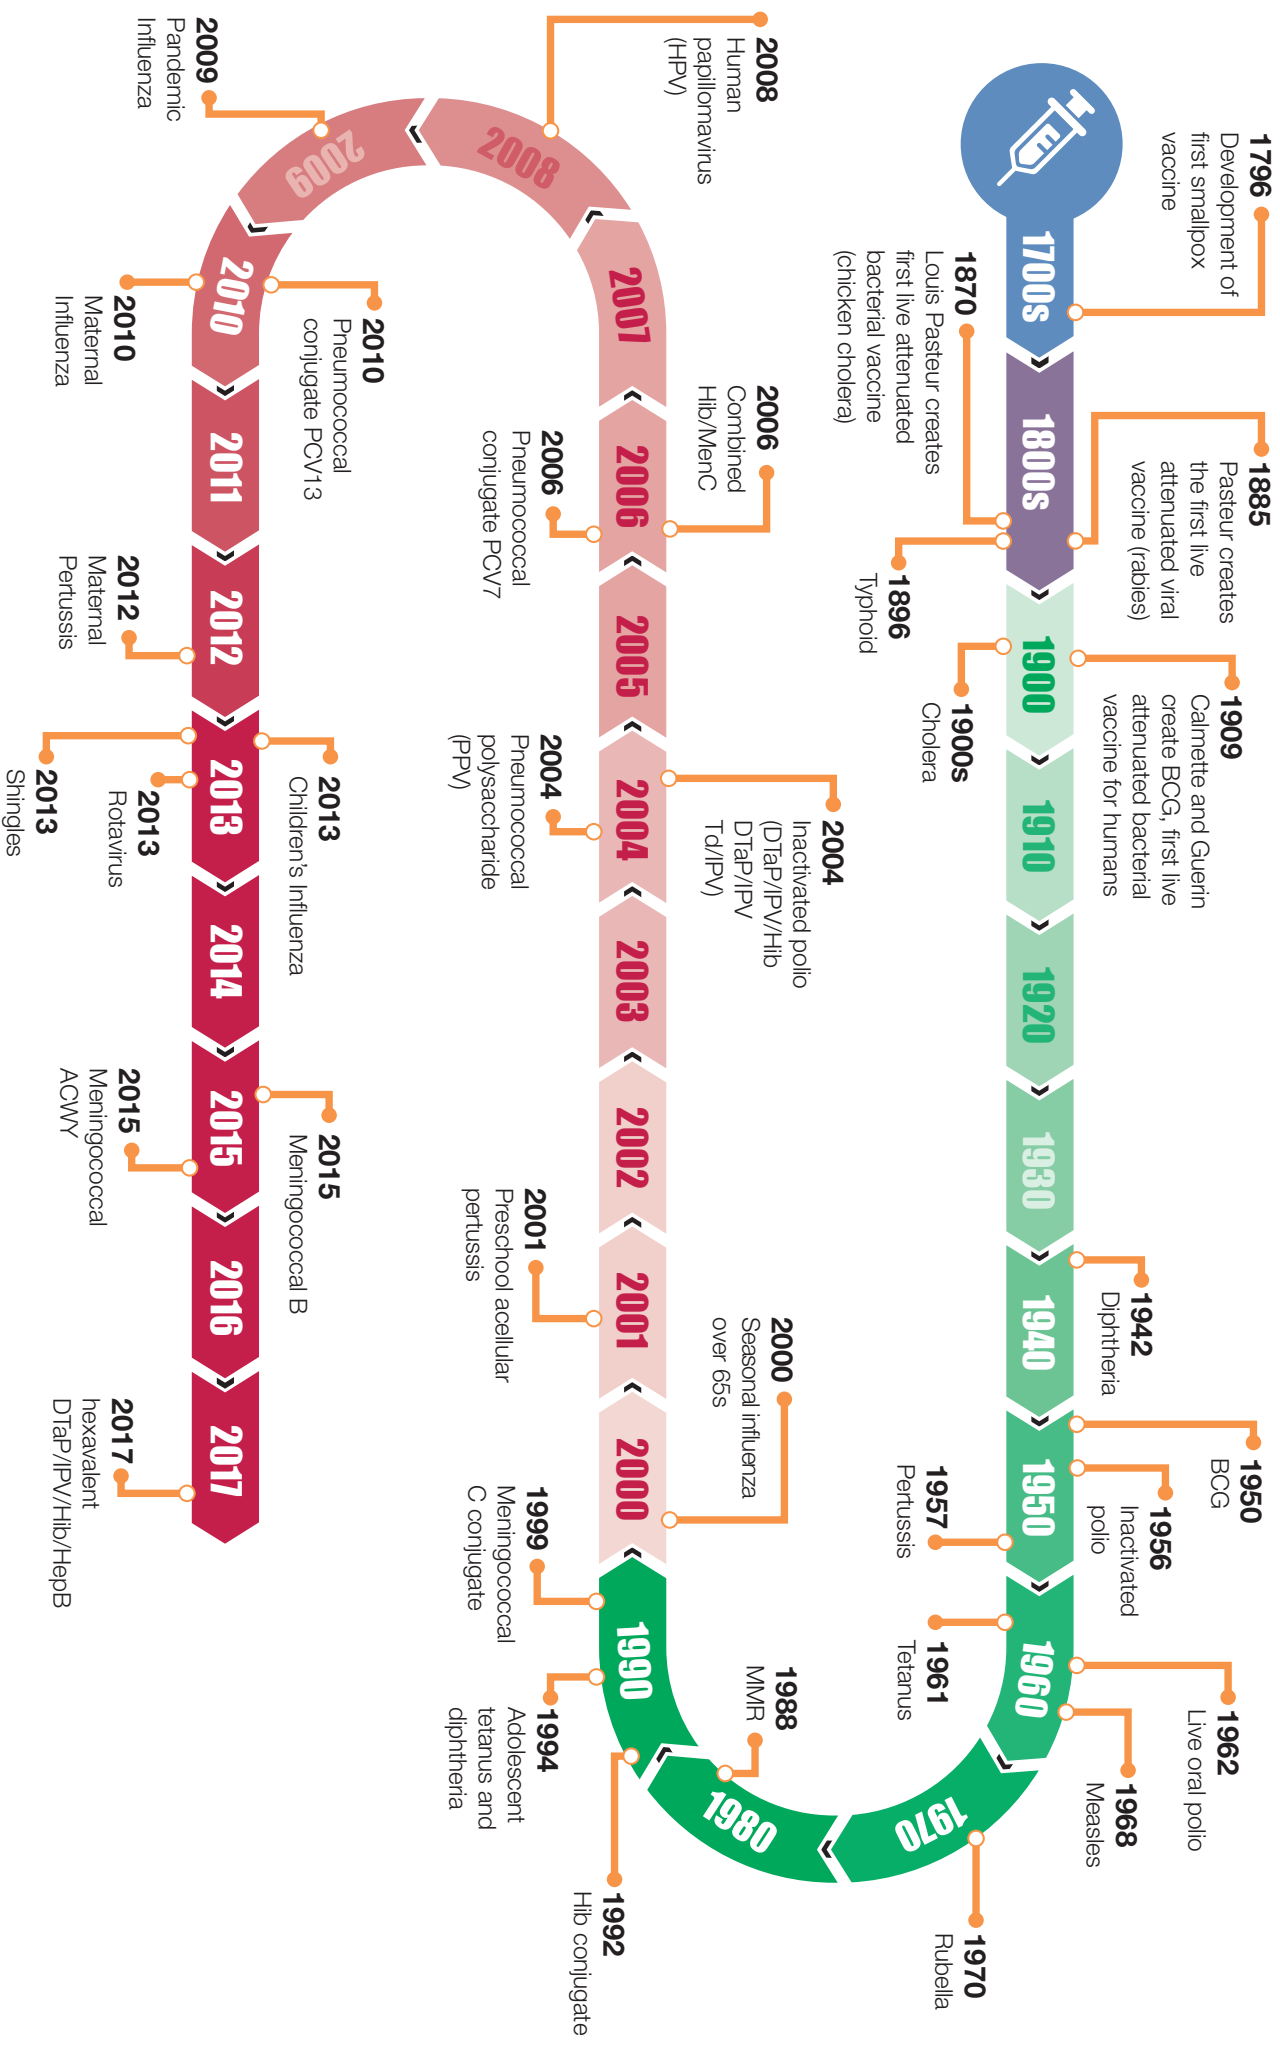 1796
Development of
first smallpox
vaccine
1885
Pasteur creates
the first live
attenuated viral
vaccine (rabies)
1909
Calmette and Guerin
create BCG, first live
attenuated bacterial
vaccine for humans
1942
Diphtheria
1950
BCG
1956
Inactivated
polio
1962
Live oral polio
1968
Measles
1700s
1800s
1900
1910
1920
1930
1940
1950
1960
1970
1980
1990
1870
Louis Pasteur creates
first live attenuated
bacterial vaccine
(chicken cholera)
1896
Typhoid
1900s
Cholera
1957
Pertussis
1961
Tetanus
1970
Rubella
1988
MMR
1992
Hib conjugate
1994
Adolescent
tetanus and
diphtheria
1999
Meningococcal
C conjugate
2008
Human
papillomavirus
(HPV)
2006
Combined
Hib/MenC
2004
Inactivated polio
(DTaP/IPV/Hib
DTaP/IPV
Td/IPV)
2000
Seasonal influenza
over 65s
2007
2006
2005
2004
2003
2002
2001
2000
2008
2006
Pneumococcal
conjugate PCV7
2004
Pneumococcal
polysaccharide
(PPV)
2001
Preschool acellular
pertussis
2009
Pandemic
Influenza
2009
2010
Pneumococcal
conjugate PCV13
2013
Children's Influenza
2015
Meningococcal B
2010
2011
2012
2013
2014
2015
2016
2017
2010
Maternal
Influenza
2012
Maternal
Pertussis
2013
Rotavirus
2013
Shingles
2015
Meningococcal
ACWY
2017
hexavalent
DTaP/IPV/Hib/HepB